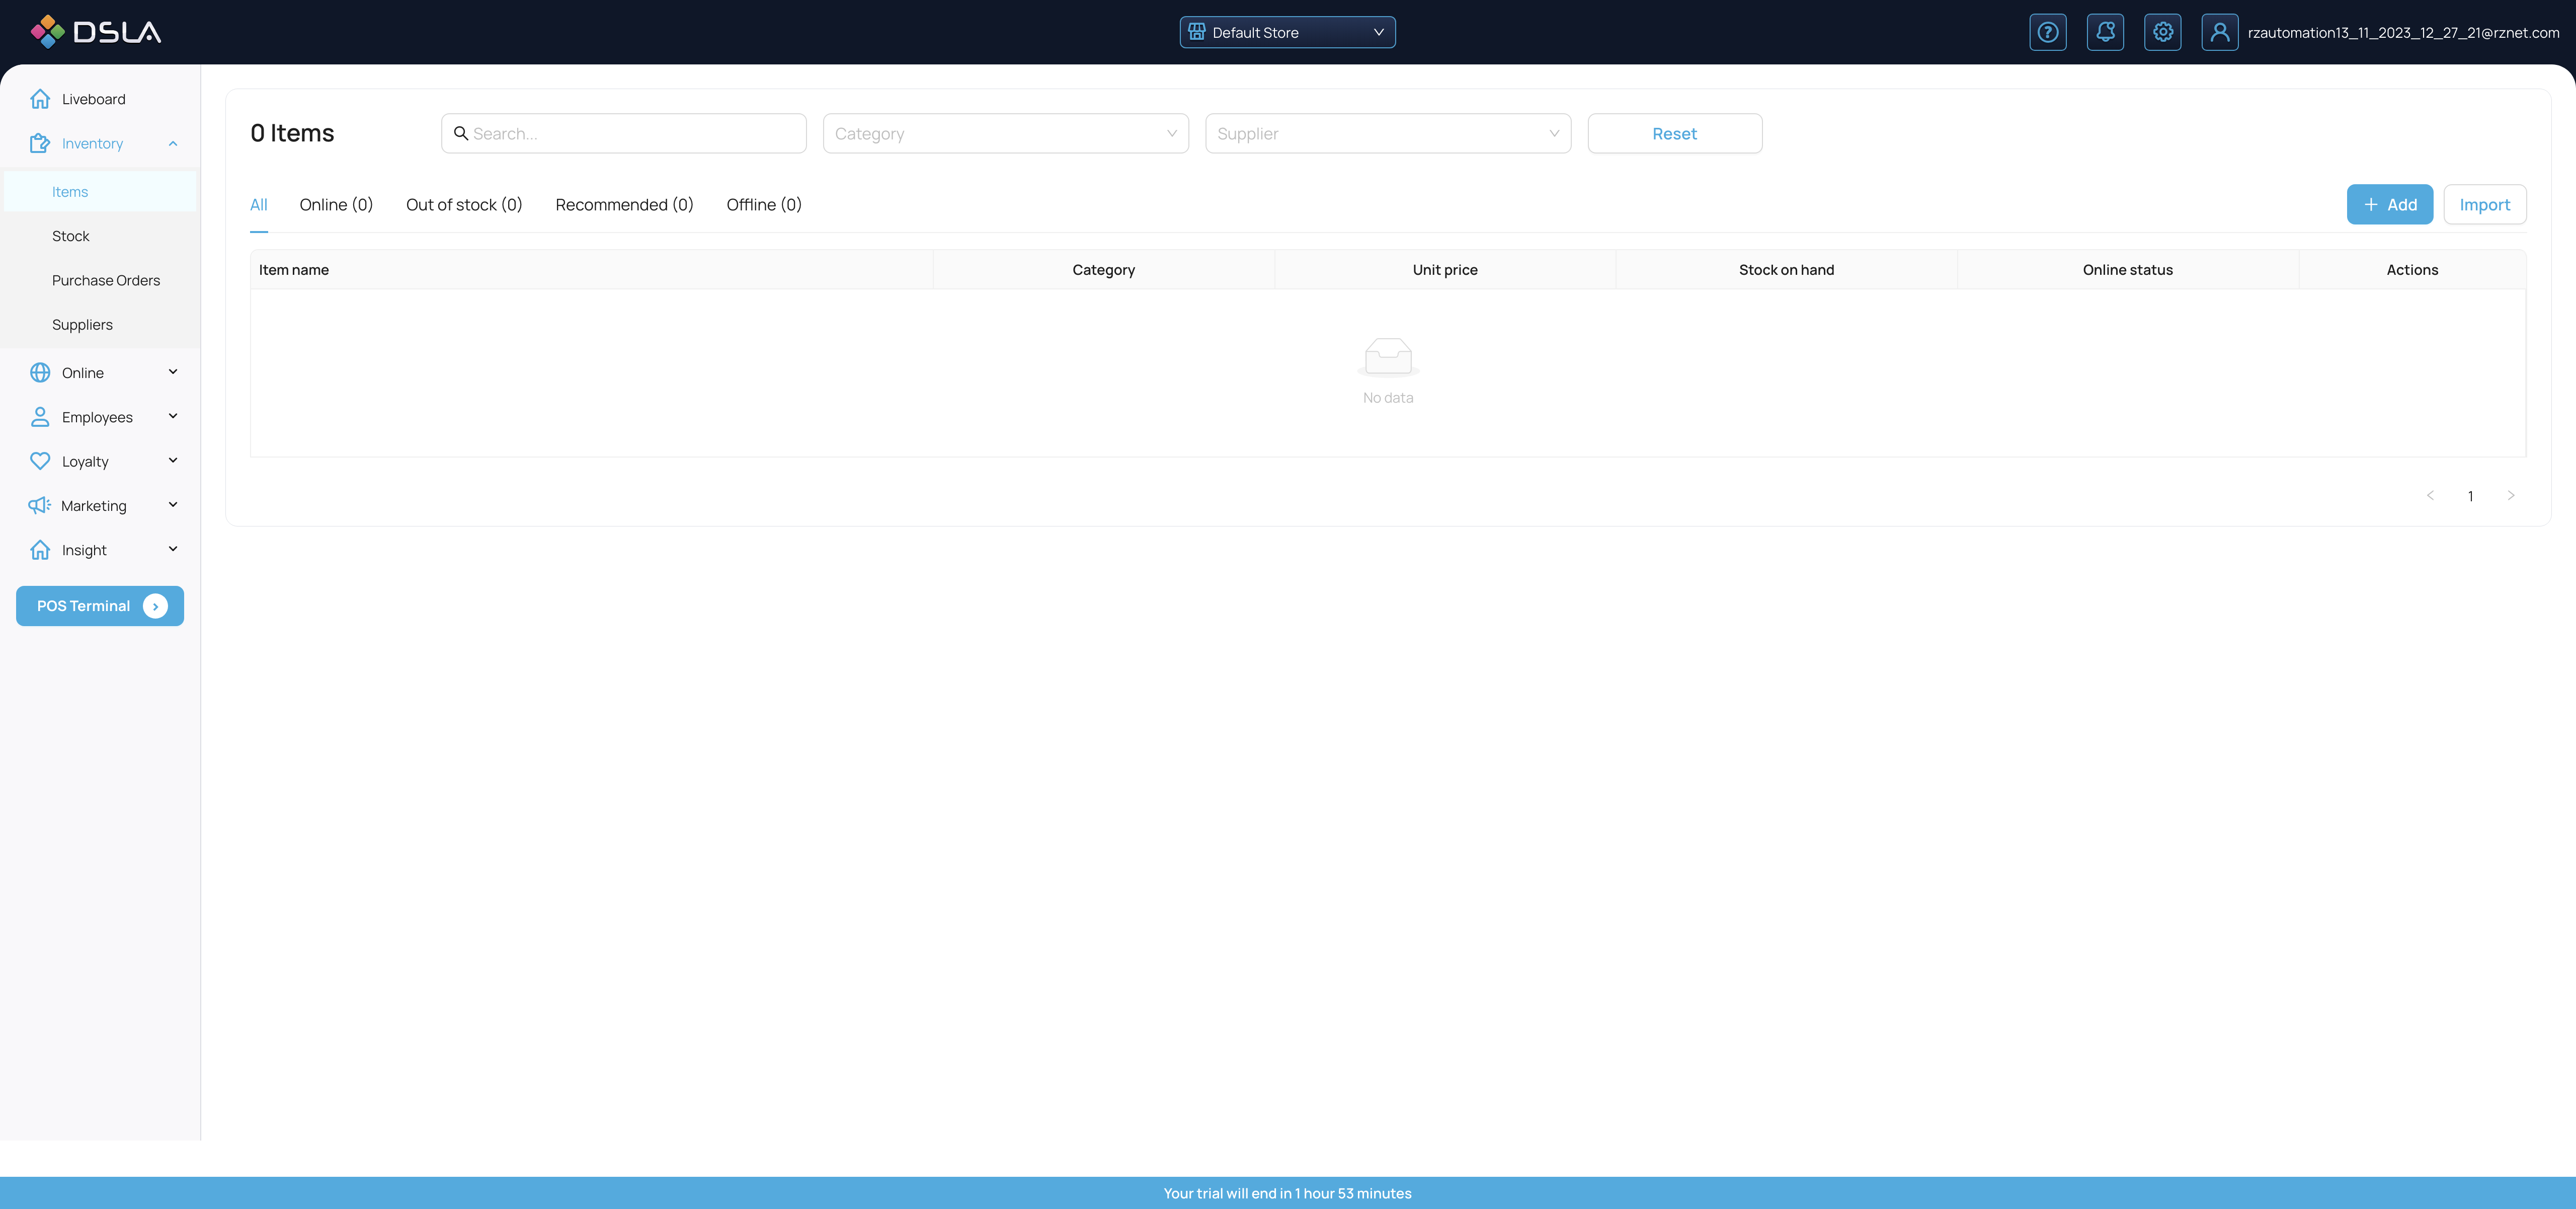 DSLA
Default Store
rzautomation13_11_2023_12_27_21@rznet.com
Liveboard
Inventory
Items
Stock
Purchase Orders
Suppliers
Online
Employees
Loyalty
Marketing
Insight
POS Terminal
0 Items
Search...
Category
Supplier
Reset
All
Online (0)
Out of stock (0)
Recommended (0)
Offline (0)
+ Add
Import
Item name
Category
Unit price
Stock on hand
Online status
Actions
No data
< 1 >
Your trial will end in 1 hour 53 minutes